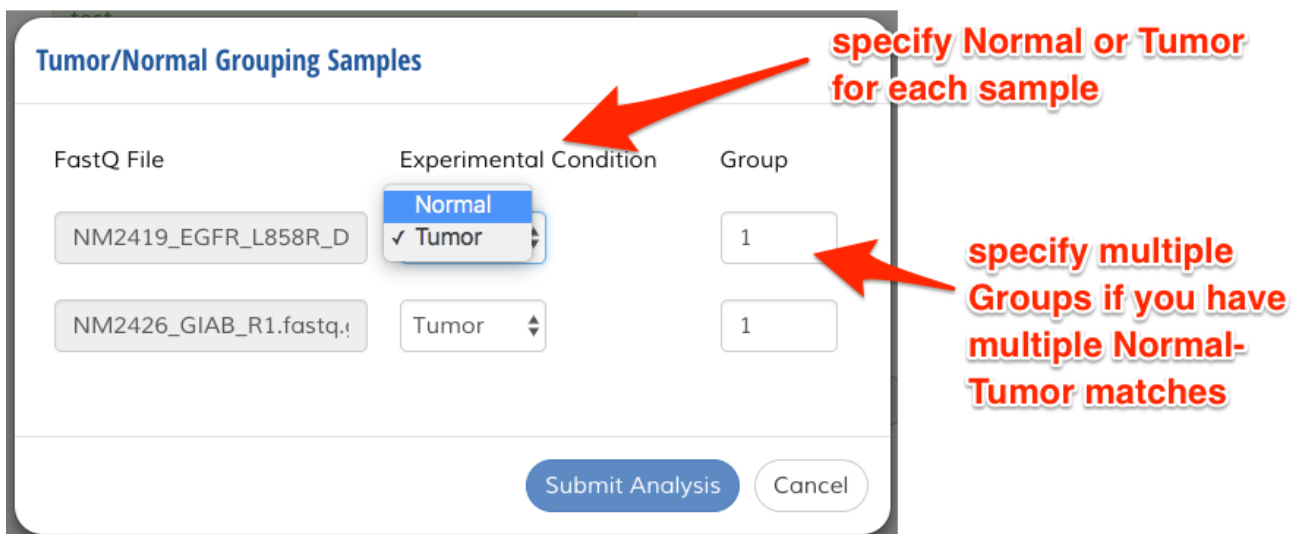 test
Tumor/Normal Grouping Samples
specify Normal or Tumor
for each sample
FastQ File
Experimental Condition
Group
Normal
NM2419_EGFR_L858R_D
✓ Tumor
1
specify multiple
Groups if you have
multiple Normal-
Tumor matches
NM2426_GIAB_R1.fastq.g
Tumor
1
Submit Analysis
Cancel